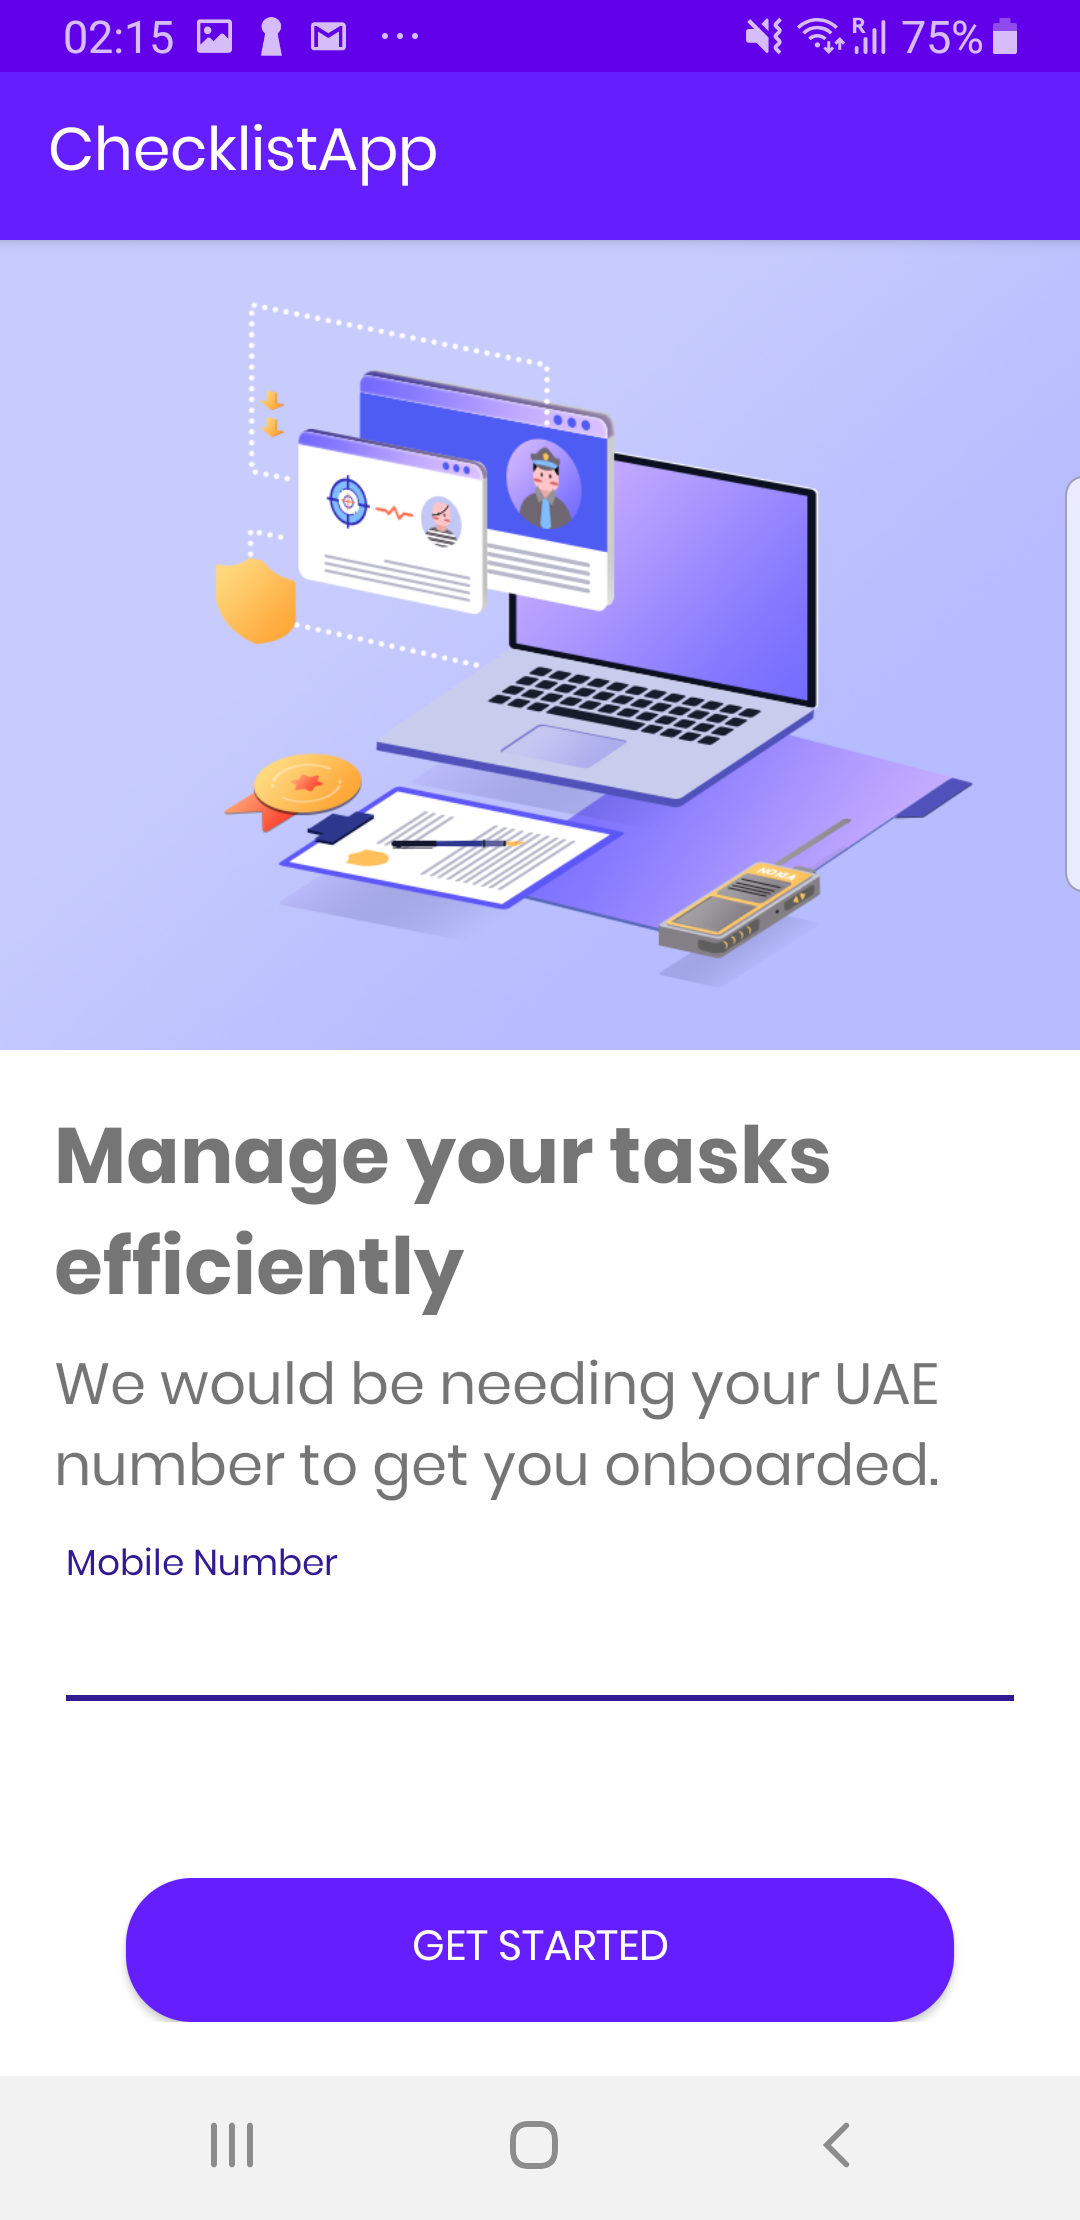 02:15
R
75%
ChecklistApp
NOKIA
Manage your tasks
efficiently
We would be needing your UAE
number to get you onboarded.
Mobile Number
GET STARTED